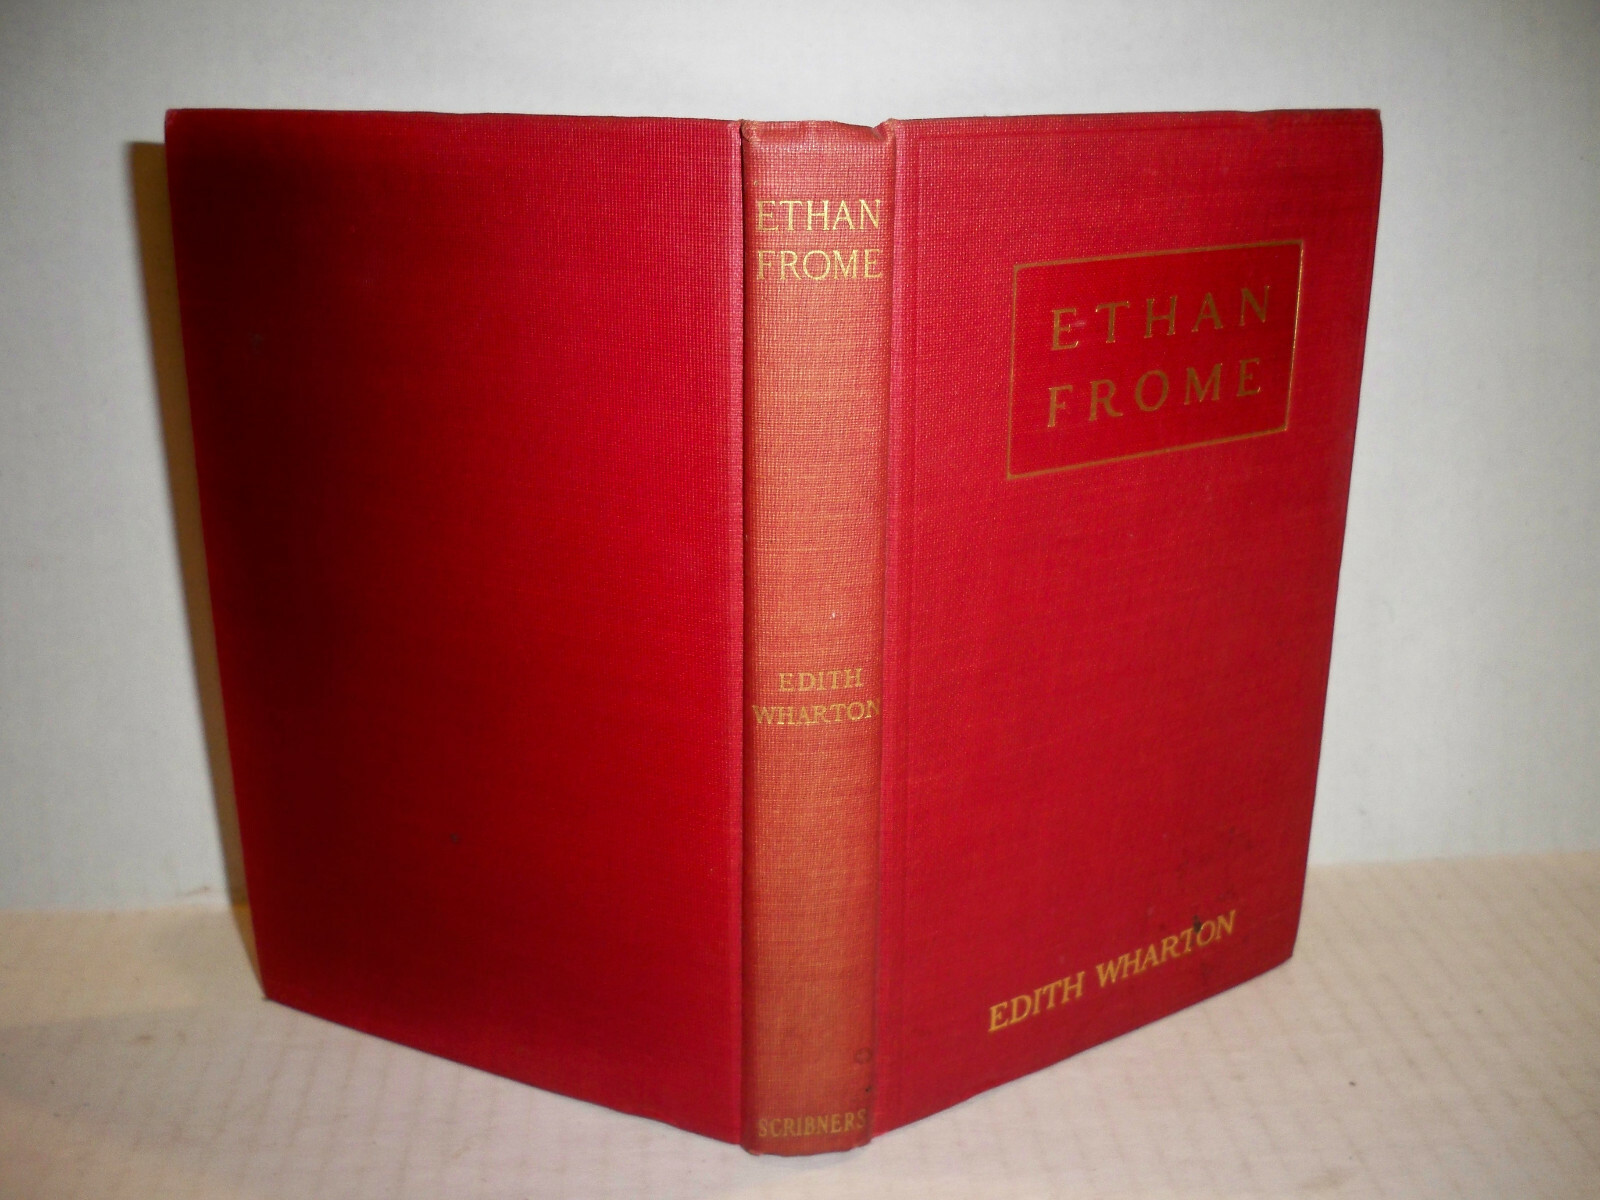 ETHAN
FROME
EDITH
WHARTON
SCRIBNERS
ETHAN
FROME
EDITH WHARTON